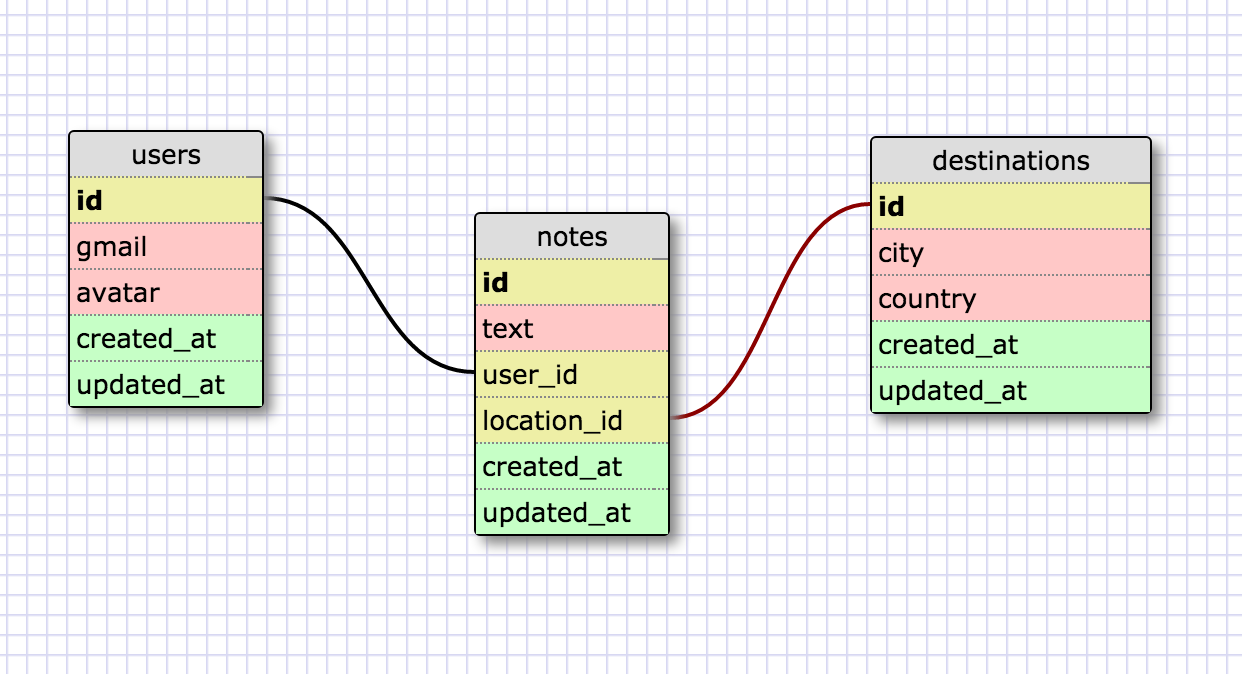 users
id
gmail
avatar
created_at
updated_at
notes
id
text
user_id
location_id
created_at
updated_at
destinations
id
city
country
created_at
updated_at